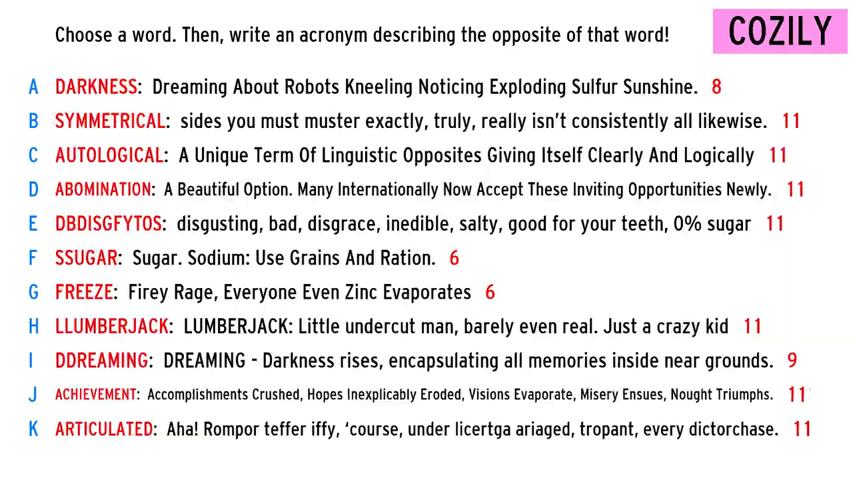 Choose a word. Then, write an acronym describing the opposite of that word!
COZILY
A DARKNESS: Dreaming About Robots Kneeling Noticing Exploding Sulfur Sunshine. 8
B SYMMETRICAL: sides you must muster exactly, truly, really isn't consistently all likewise. 11
C AUTOLOGICAL: A Unique Term Of Linguistic Opposites Giving Itself Clearly And Logically 11
D ABOMINATION: A Beautiful Option. Many Internationally Now Accept These Inviting Opportunities Newly. 11
E DBDISGFYTOS: disgusting, bad, disgrace, inedible, salty, good for your teeth, 0% sugar 11
F SSUGAR: Sugar. Sodium: Use Grains And Ration. 6
G FREEZE: Firey Rage, Everyone Even Zinc Evaporates 6
H LLUMBERJACK: LUMBERJACK: Little undercut man, barely even real. Just a crazy kid 11
I DDREAMING: DREAMING - Darkness rises, encapsulating all memories inside near grounds. 9
J ACHIEVEMENT: Accomplishments Crushed, Hopes Inexplicably Eroded, Visions Evaporate, Misery Ensues, Nought Triumphs. 11
K ARTICULATED: Aha! Rompor teffer iffy, 'course, under licertga ariaged, tropant, every dictorchase. 11